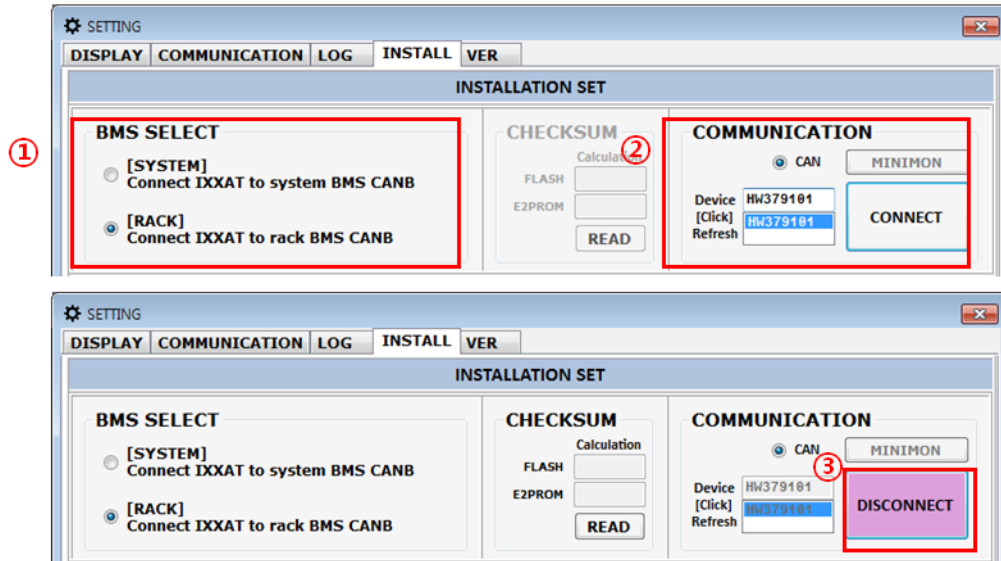 SETTING
DISPLAY COMMUNICATION LOG INSTALL VER
INSTALLATION SET
①
BMS SELECT
[SYSTEM]
Connect IXXAT to system BMS CANB
[RACK]
Connect IXXAT to rack BMS CANB
CHECKSUM
Calculation
FLASH
E2PROM
READ
②
COMMUNICATION
CAN
MINIMON
Device
[Click]
Refresh
HW379101
HW379101
CONNECT
SETTING
DISPLAY COMMUNICATION LOG INSTALL VER
INSTALLATION SET
BMS SELECT
[SYSTEM]
Connect IXXAT to system BMS CANB
[RACK]
Connect IXXAT to rack BMS CANB
CHECKSUM
Calculation
FLASH
E2PROM
READ
COMMUNICATION
CAN
MINIMON
③
Device
[Click]
Refresh
HW379101
HW379101
DISCONNECT